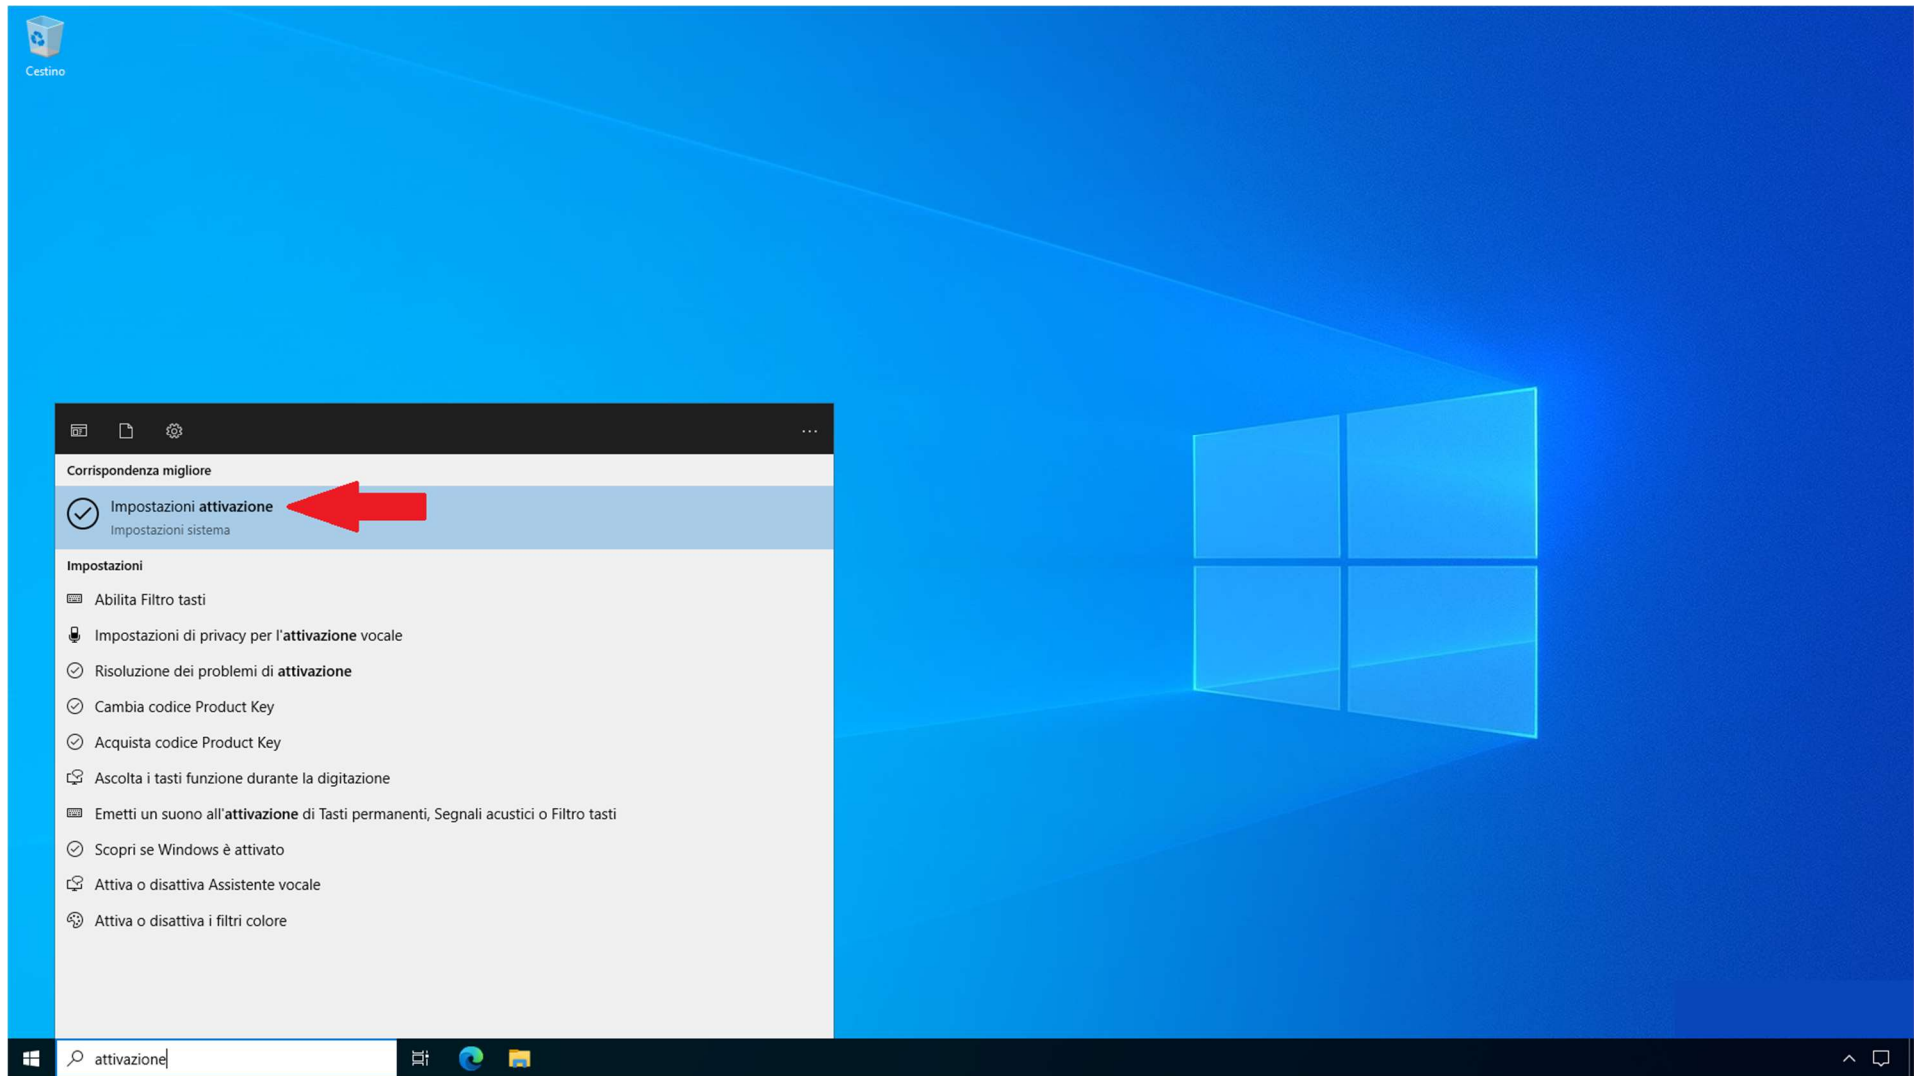 Cestino
Corrispondenza migliore
Impostazioni attivazione
Impostazioni sistema
Impostazioni
Abilita Filtro tasti
Impostazioni di privacy per l'attivazione vocale
Risoluzione dei problemi di attivazione
Cambia codice Product Key
Acquista codice Product Key
Ascolta i tasti funzione durante la digitazione
Emetti un suono all'attivazione di Tasti permanenti, Segnali acustici o Filtro tasti
Scopri se Windows è attivato
Attiva o disattiva Assistente vocale
Attiva o disattiva i filtri colore
attivazione